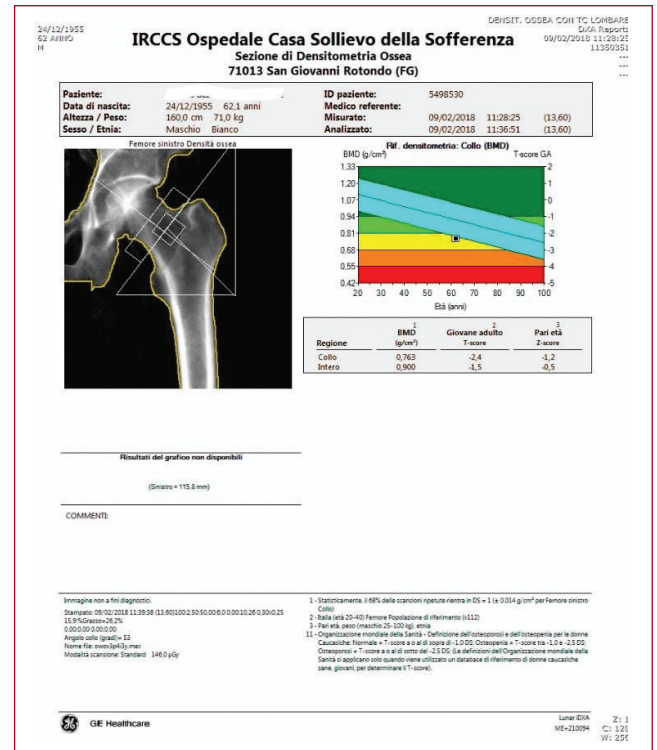 24/12/1955
62 ANNO
M
DENSIT. OSSEA CON TC LOMBARE
DXA Reports
09/02/2018 11:28:25
11350351
---
---
---
IRCCS Ospedale Casa Sollievo della Sofferenza
Sezione di
Densitometria Ossea
71013 San Giovanni Rotondo (FG)
Paziente:
Data di nascita: 24/12/1955 62,1 anni
Altezza / Peso: 160,0 cm 71,0 kg
Sesso / Etnia: Maschio Bianco
ID paziente: 5498530
Medico referente:
Misurato: 09/02/2018 11:28:25 (13,60)
Analizzato: 09/02/2018 11:36:51 (13,60)
Femore sinistro Densità ossea
Rif. densitometria: Collo (BMD)
BMD (g/cm²) T-score GA
1,33 2
1,20 1
1,07 0
0,94 -1
0,81 -2
0,68 -3
0,55 -4
0,42 -5
20 30 40 50 60 70 80 90 100
Età (anni)
1 2 3
BMD Giovane adulto Pari età
Regione (g/cm²) T-score Z-score
Collo 0,763 -2,4 -1,2
Intero 0,900 -1,5 -0,5
Risultati del grafico non disponibili
(Sinistro = 115,8 mm)
COMMENTI:
Immagine non a fini diagnostici.
Stampato: 09/02/2018 11:39:38 (13,60)100:2,50:50,00:6,0 0,00:10,26 0,30x0,25
15,9:%Grasso=26,2%
0,00:0,00 0,00:0,00
Angolo collo (gradi)= 53
Nome file: owov3p4i3y.mex
Modalità scansione: Standard 146,0 µGy
1 - Statisticamente, il 68% delle scansioni ripetute rientra in DS = 1 (± 0,014 g/cm² per Femore sinistro
Collo)
2 - Italia (età 20-40) Femore Popolazione di riferimento (v112)
3 - Pari età, peso (maschio 25-100 kg), etnia
11 - Organizzazione mondiale della Sanità - Definizione dell'osteoporosi e dell'osteopenia per le donne
Caucasiche: Normale = T-score a o al di sopra di -1,0 DS; Osteopenia = T-score tra -1,0 e -2,5 DS;
Osteoporosi = T-score a o al di sotto del -2,5 DS; (Le definizioni dell'Organizzazione mondiale della
Sanità si applicano solo quando viene utilizzato un database di riferimento di donne caucasiche
sane, giovani, per determinare il T-score).
GE Healthcare
Lunar iDXA
ME+210094
Z: 1
C: 128
W: 256